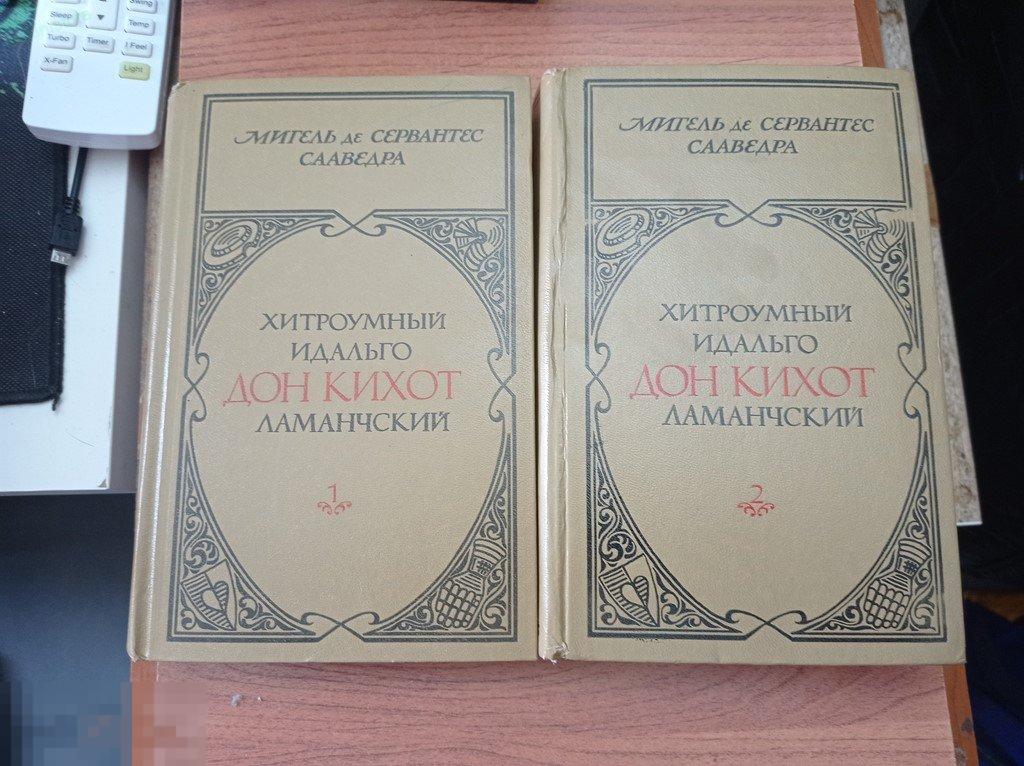 Swing
Sleep
Temp
Turbo
Timer
I Feel
X-Fan
Light
МИГЕЛЬ ДЕ СЕРВАНТЕС
СААВЕДРА
ХИТРОУМНЫЙ
ИДАЛЬГО
ДОН КИХОТ
ЛАМАНЧСКИЙ
1
МИГЕЛЬ ДЕ СЕРВАНТЕС
СААВЕДРА
ХИТРОУМНЫЙ
ИДАЛЬГО
ДОН КИХОТ
ЛАМАНЧСКИЙ
2